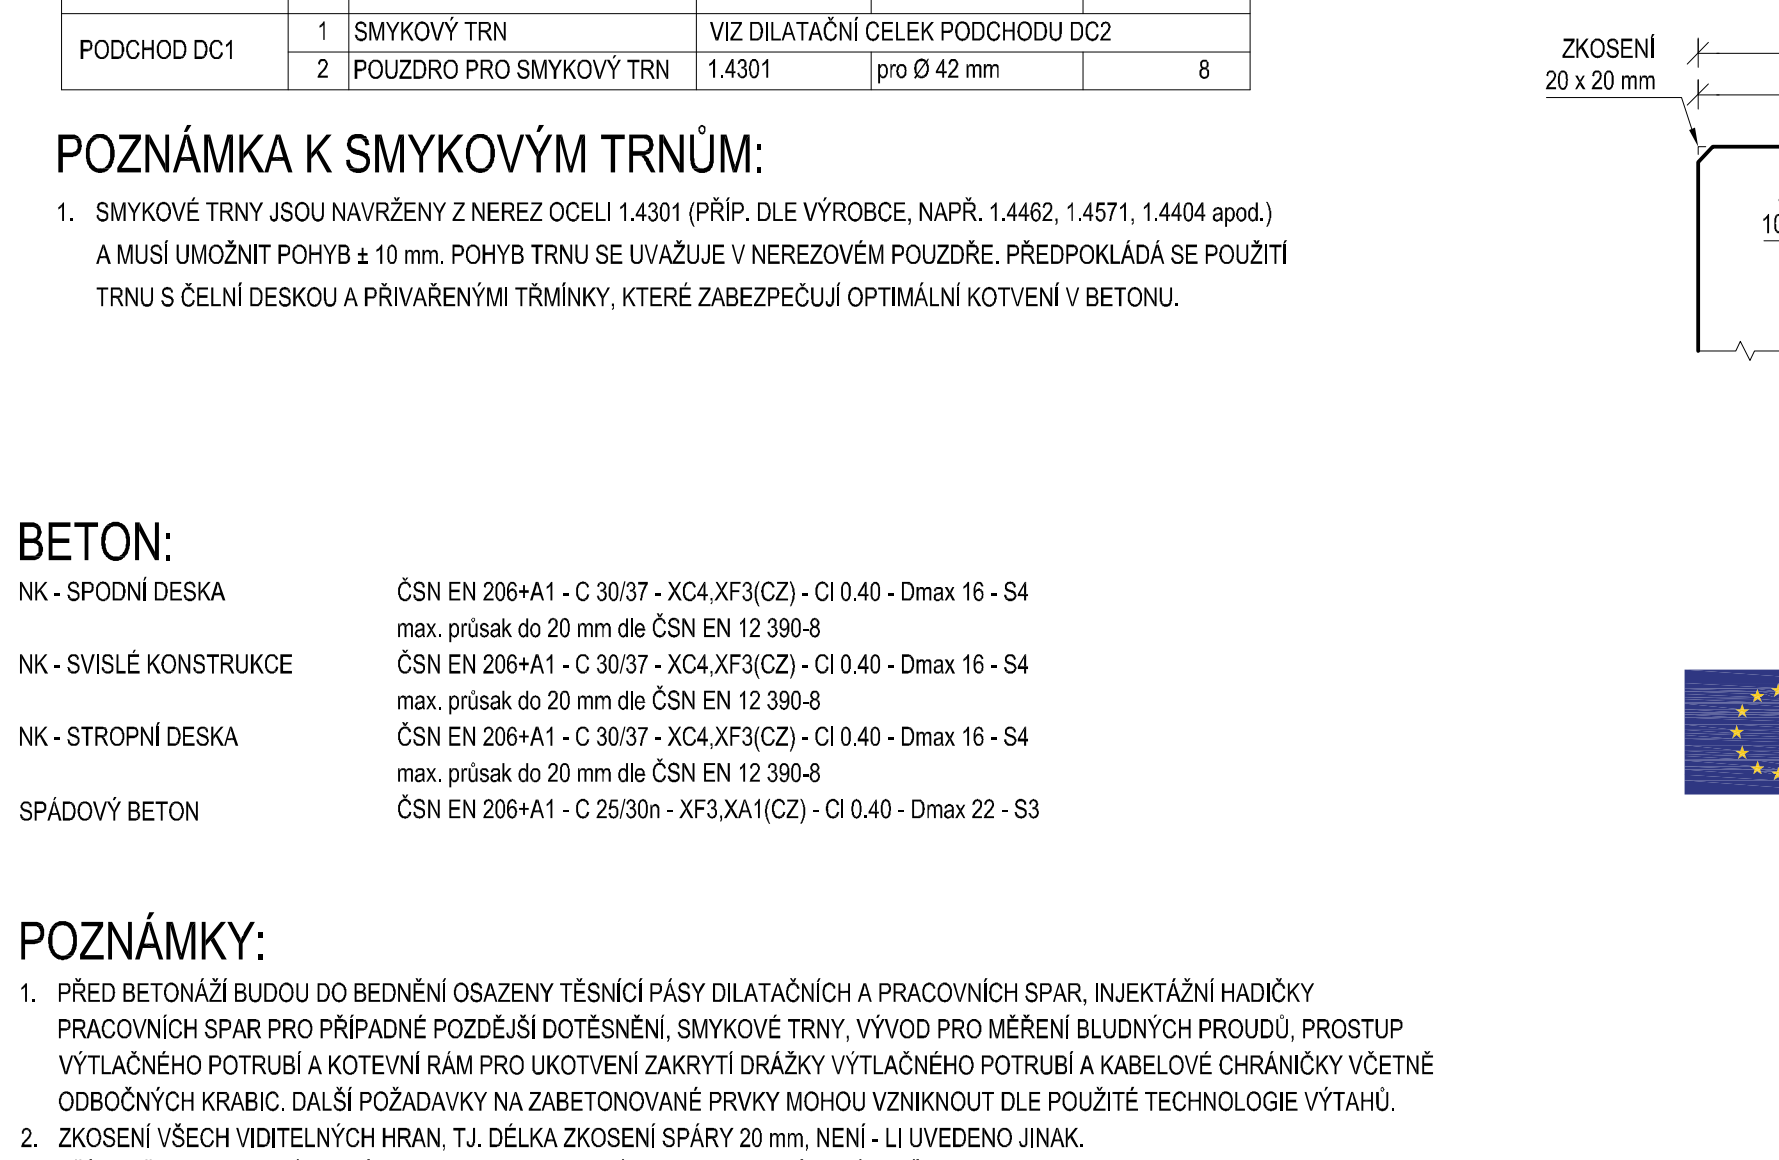 PODCHOD DC1
1 SMYKOVÝ TRN VIZ DILATAČNÍ CELEK PODCHODU DC2
2 POUZDRO PRO SMYKOVÝ TRN 1.4301 pro Ø 42 mm 8
ZKOSENÍ
20 x 20 mm
POZNÁMKA K SMYKOVÝM TRNŮM:
1. SMYKOVÉ TRNY JSOU NAVRŽENY Z NEREZ OCELI 1.4301 (PŘÍP. DLE VÝROBCE, NAPŘ. 1.4462, 1.4571, 1.4404 apod.)
A MUSÍ UMOŽNIT POHYB ± 10 mm. POHYB TRNU SE UVAŽUJE V NEREZOVÉM POUZDŘE. PŘEDPOKLÁDÁ SE POUŽITÍ
TRNU S ČELNÍ DESKOU A PŘIVAŘENÝMI TŘMÍNKY, KTERÉ ZABEZPEČUJÍ OPTIMÁLNÍ KOTVENÍ V BETONU.
BETON:
NK - SPODNÍ DESKA ČSN EN 206+A1 - C 30/37 - XC4,XF3(CZ) - Cl 0.40 - Dmax 16 - S4
max. průsak do 20 mm dle ČSN EN 12 390-8
NK - SVISLÉ KONSTRUKCE ČSN EN 206+A1 - C 30/37 - XC4,XF3(CZ) - Cl 0.40 - Dmax 16 - S4
max. průsak do 20 mm dle ČSN EN 12 390-8
NK - STROPNÍ DESKA ČSN EN 206+A1 - C 30/37 - XC4,XF3(CZ) - Cl 0.40 - Dmax 16 - S4
max. průsak do 20 mm dle ČSN EN 12 390-8
SPÁDOVÝ BETON ČSN EN 206+A1 - C 25/30n - XF3,XA1(CZ) - Cl 0.40 - Dmax 22 - S3
POZNÁMKY:
1. PŘED BETONÁŽÍ BUDOU DO BEDNĚNÍ OSAZENY TĚSNÍCÍ PÁSY DILATAČNÍCH A PRACOVNÍCH SPAR, INJEKTÁŽNÍ HADIČKY
PRACOVNÍCH SPAR PRO PŘÍPADNÉ POZDĚJŠÍ DOTĚSNĚNÍ, SMYKOVÉ TRNY, VÝVOD PRO MĚŘENÍ BLUDNÝCH PROUDŮ, PROSTUP
VÝTLAČNÉHO POTRUBÍ A KOTEVNÍ RÁM PRO UKOTVENÍ ZAKRYTÍ DRÁŽKY VÝTLAČNÉHO POTRUBÍ A KABELOVÉ CHRÁNIČKY VČETNĚ
ODBOČNÝCH KRABIC. DALŠÍ POŽADAVKY NA ZABETONOVANÉ PRVKY MOHOU VZNIKNOUT DLE POUŽITÉ TECHNOLOGIE VÝTAHŮ.
2. ZKOSENÍ VŠECH VIDITELNÝCH HRAN, TJ. DÉLKA ZKOSENÍ SPÁRY 20 mm, NENÍ - LI UVEDENO JINAK.